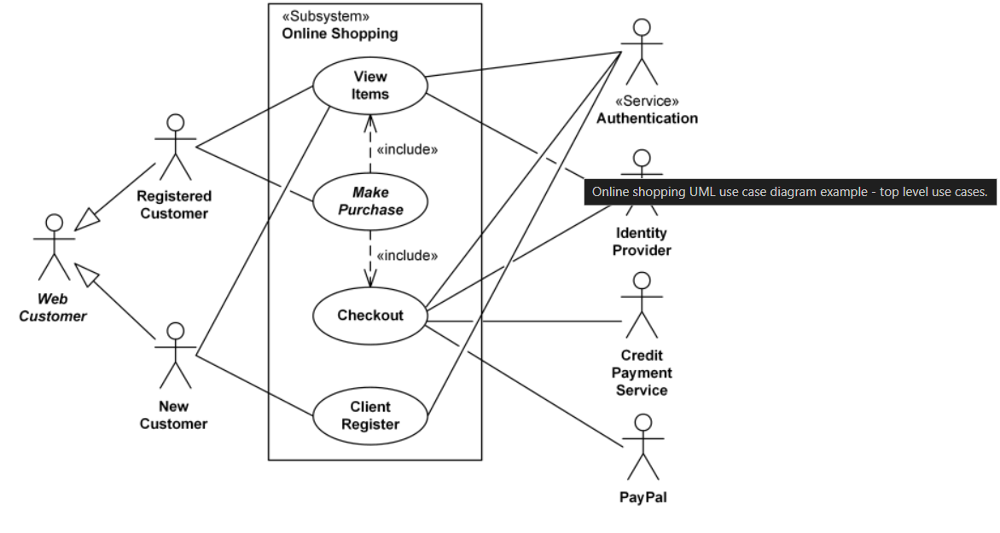 «Subsystem»
Online Shopping
View
Items
«include»
Make
Purchase
«include»
Checkout
Client
Register
Registered
Customer
Web
Customer
New
Customer
«Service»
Authentication
Online shopping UML use case diagram example - top level use cases.
Identity
Provider
Credit
Payment
Service
PayPal